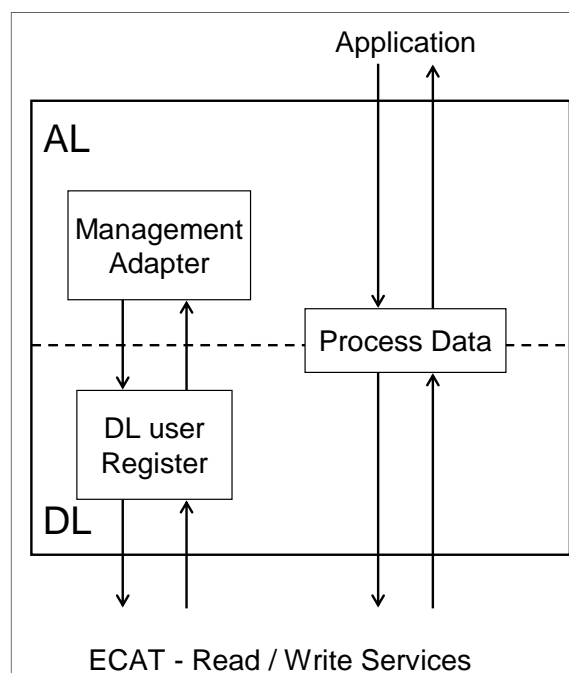 Application
AL
Management
Adapter
Process Data
DL user
Register
DL
ECAT - Read / Write Services